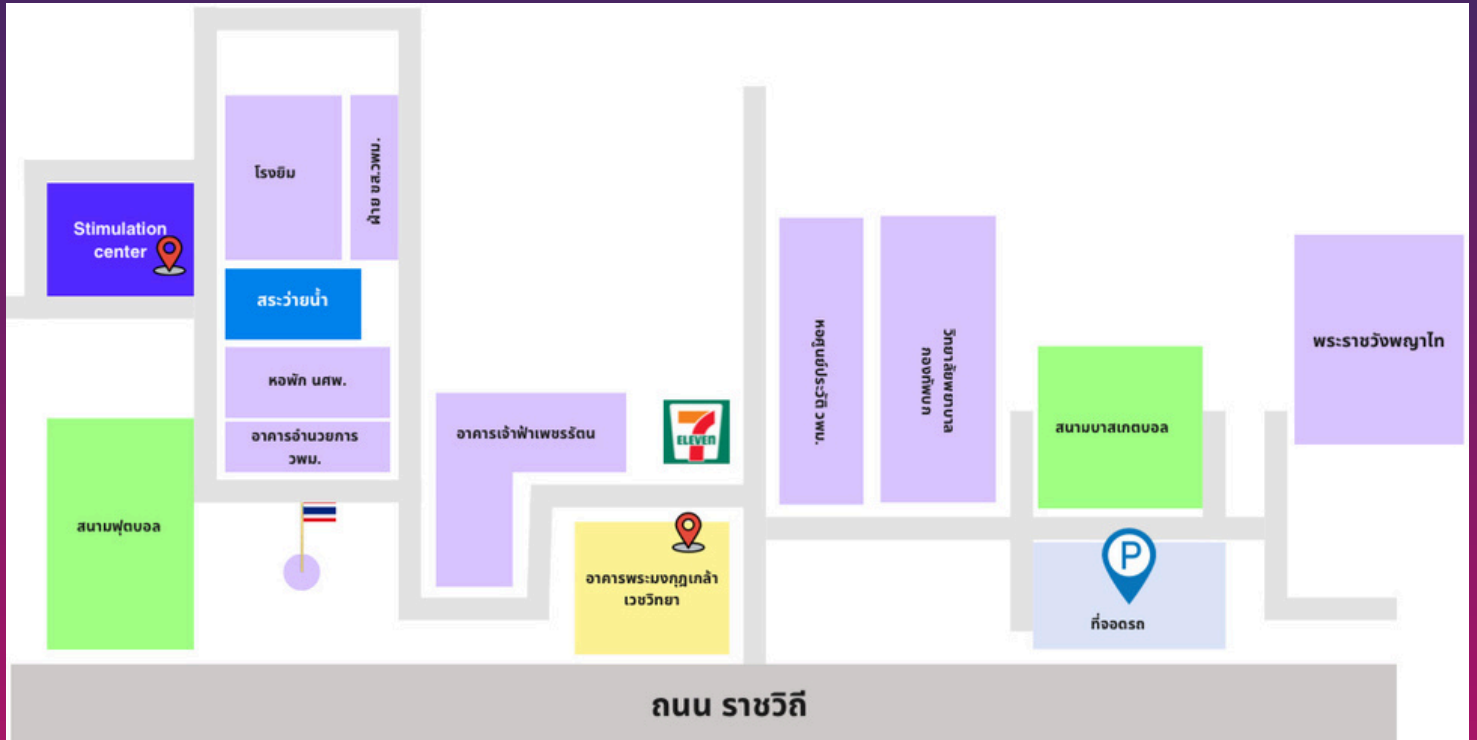 โรงยิม
ฝ่าย ขส.วพม.
Stimulation
center
สระว่ายน้ำ
หอพัก นศพ.
อาคารอำนวยการ
วพม.
อาคารเจ้าฟ้าเพชรรัตน
7
ELEVEN
หอศูนย์ประวัติ วพม.
วิทยาลัยพยาบาล
กองทัพบก
พระราชวังพญาไท
สนามบาสเกตบอล
สนามฟุตบอล
อาคารพระมงกุฎเกล้า
เวชวิทยา
P
ที่จอดรถ
ถนน ราชวิถี